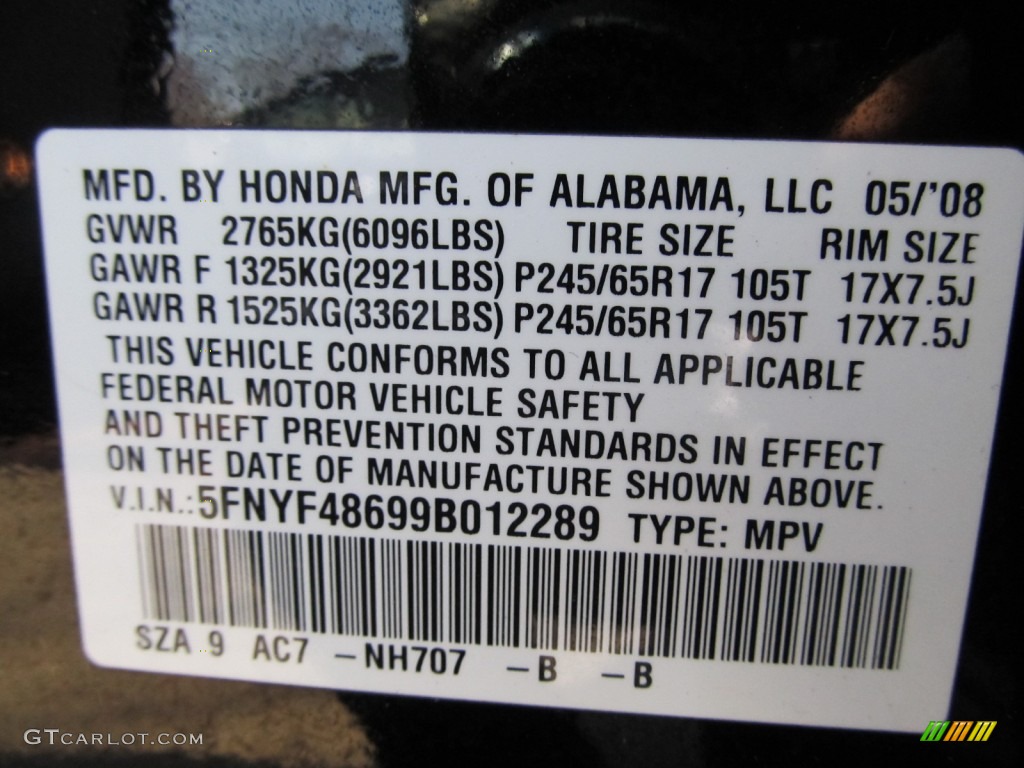 MFD. BY HONDA MFG. OF ALABAMA, LLC 05/'08
GVWR 2765KG(6096LBS) TIRE SIZE RIM SIZE
GAWR F 1325KG(2921LBS) P245/65R17 105T 17X7.5J
GAWR R 1525KG(3362LBS) P245/65R17 105T 17X7.5J
THIS VEHICLE CONFORMS TO ALL APPLICABLE
FEDERAL MOTOR VEHICLE SAFETY
AND THEFT PREVENTION STANDARDS IN EFFECT
ON THE DATE OF MANUFACTURE SHOWN ABOVE.
V.I.N.:5FNYF48699B012289 TYPE: MPV
SZA 9 AC7 -NH707 -B -B
GTCARLOT.COM